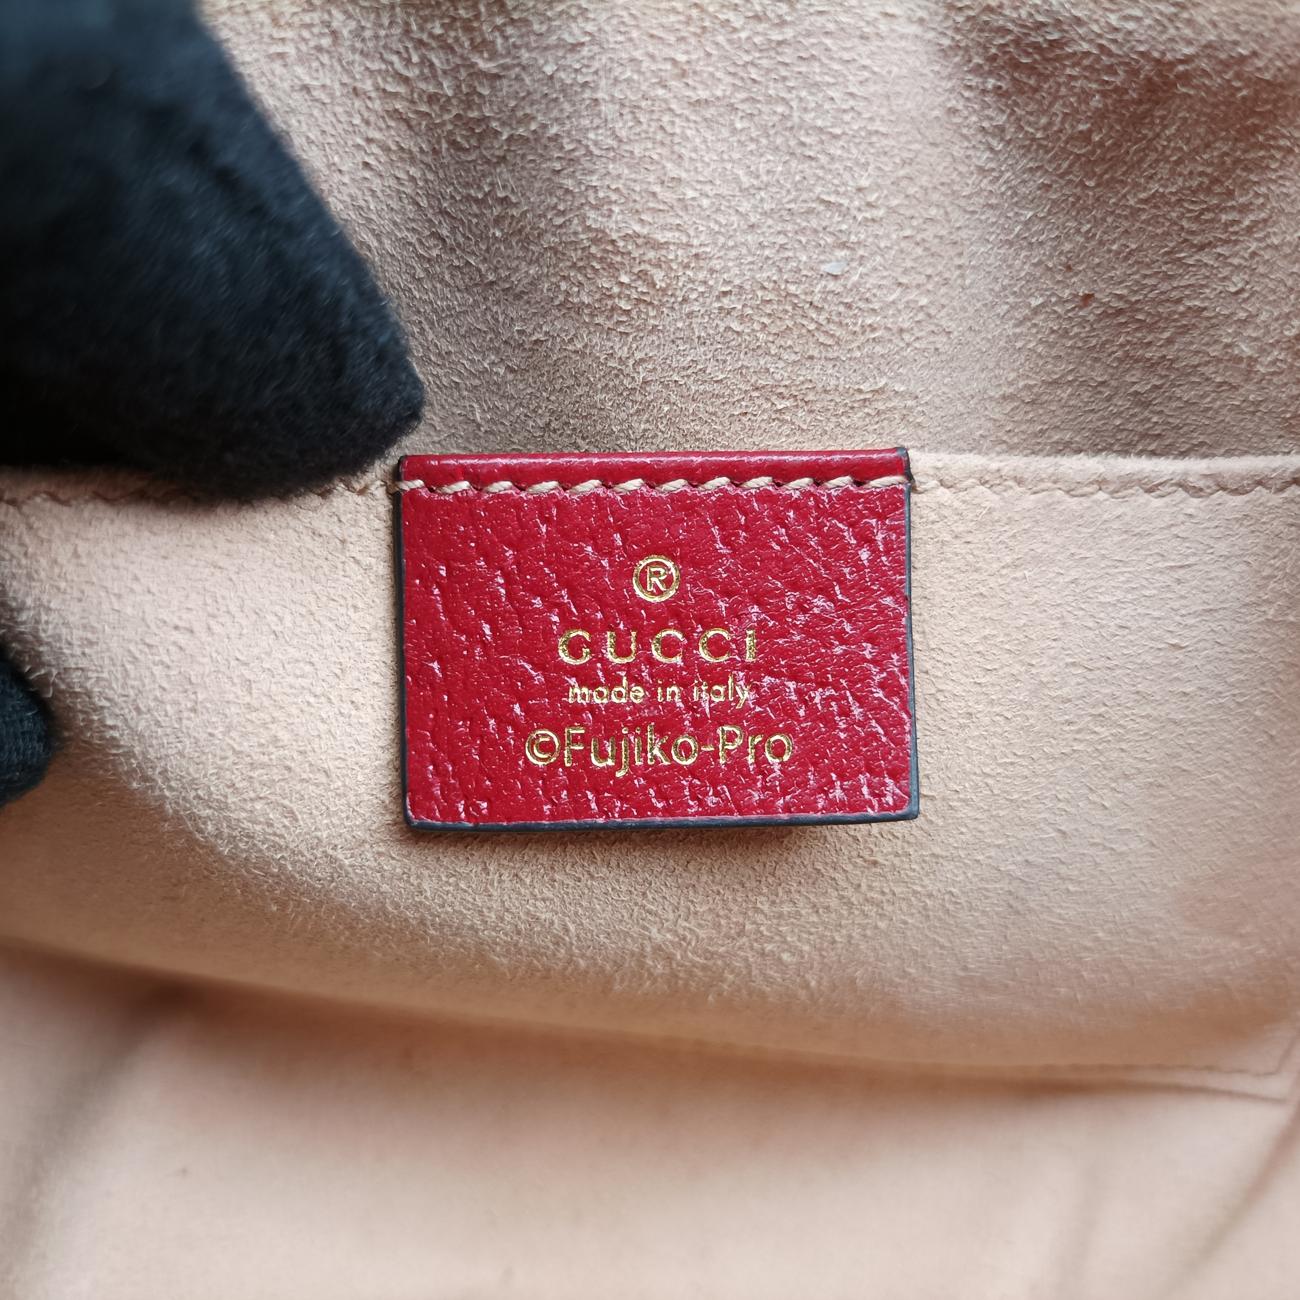 ®
GUCCI
made in italy
©Fujiko-Pro